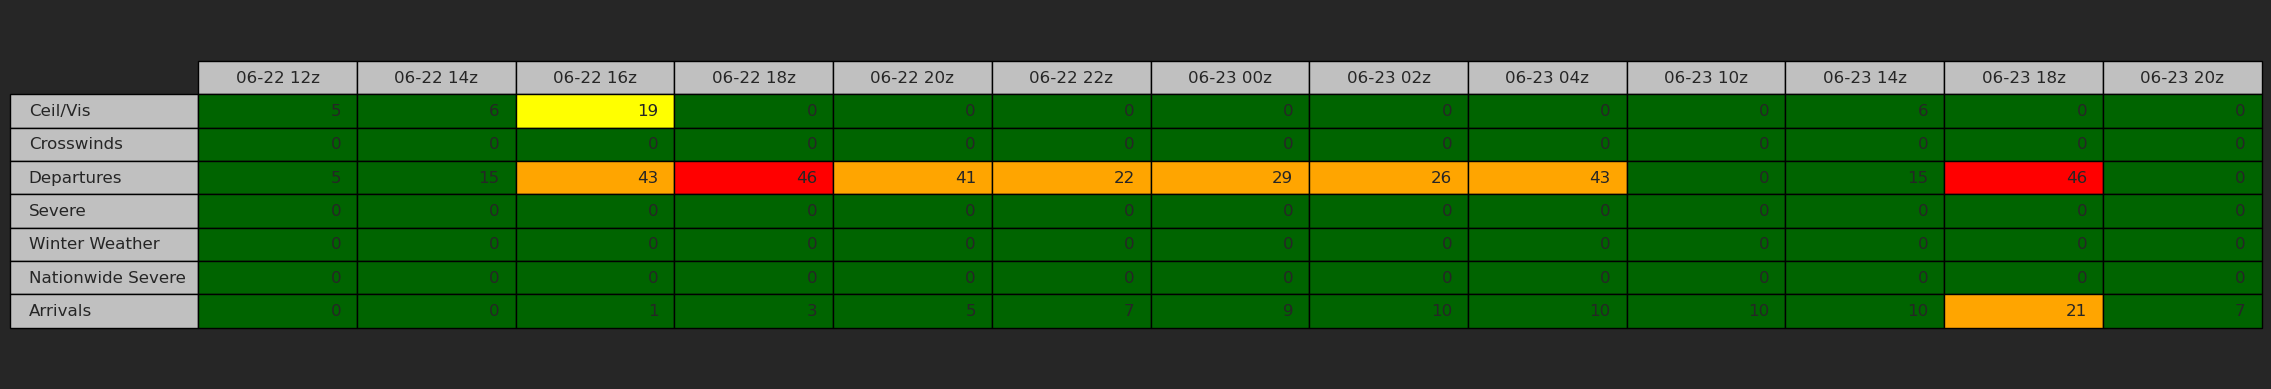 06-22 12z 06-22 14z 06-22 16z 06-22 18z 06-22 20z 06-22 22z 06-23 00z 06-23 02z 06-23 04z 06-23 10z 06-23 14z 06-23 18z 06-23 20z
Ceil/Vis 5 6 19 0 0 0 0 0 0 0 6 0 0
Crosswinds 0 0 0 0 0 0 0 0 0 0 0 0 0
Departures 5 15 43 46 41 22 29 26 43 0 15 46 0
Severe 0 0 0 0 0 0 0 0 0 0 0 0 0
Winter Weather 0 0 0 0 0 0 0 0 0 0 0 0 0
Nationwide Severe 0 0 0 0 0 0 0 0 0 0 0 0 0
Arrivals 0 0 1 3 5 7 9 10 10 10 10 21 7